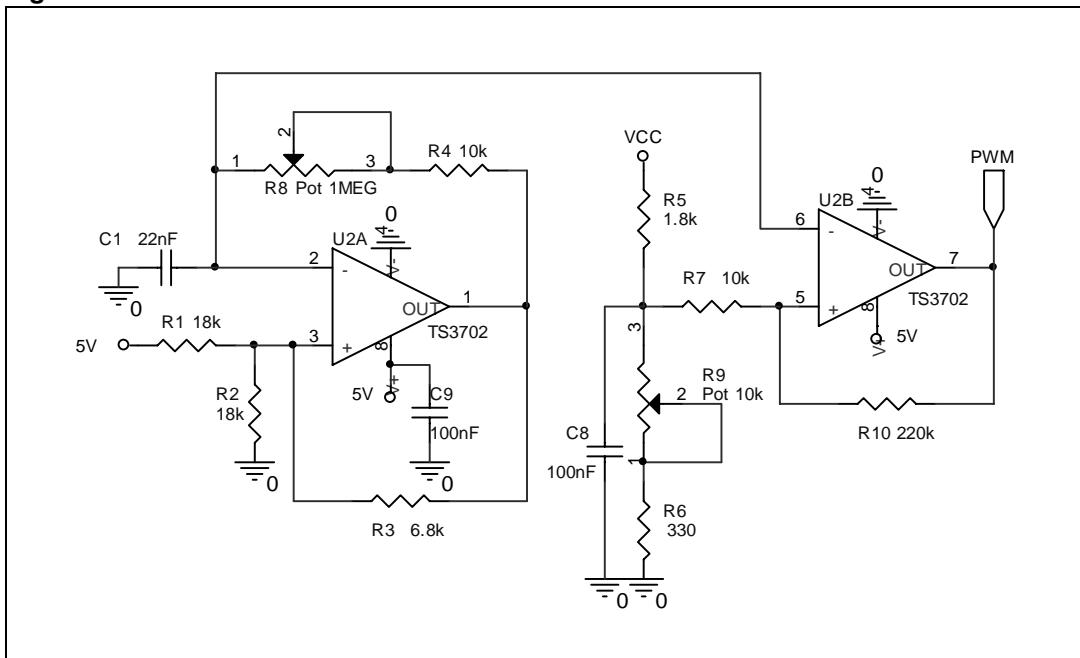 2
1
3
R4 10k
R8 Pot 1MEG
C1 22nF
0
U2A
0
4
V-
2
-
OUT
1
TS3702
R1 18k
5V
3
+
8
V+
5V
R2
18k
0
C9
100nF
0
R3 6.8k
VCC
R5
1.8k
R7 10k
3
R9
Pot 10k
2
1
C8
100nF
R6
330
0
0
0
4
V-
U2B
6
-
OUT
7
TS3702
5
+
8
V+
5V
PWM
R10 220k